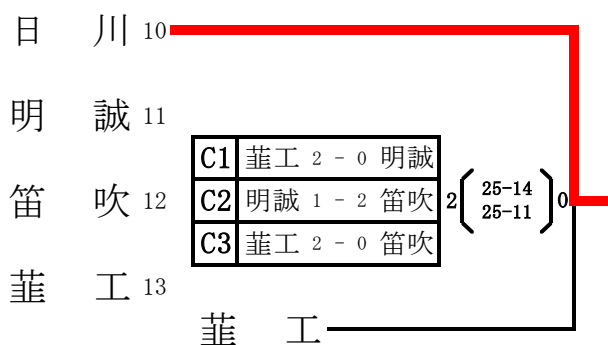 日川 10
明誠 11
C1 韮工 2 - 0 明誠
笛吹 12
C2 明誠 1 - 2 笛吹
2 25-14 0
25-11
C3 韮工 2 - 0 笛吹
韮工 13
韮工